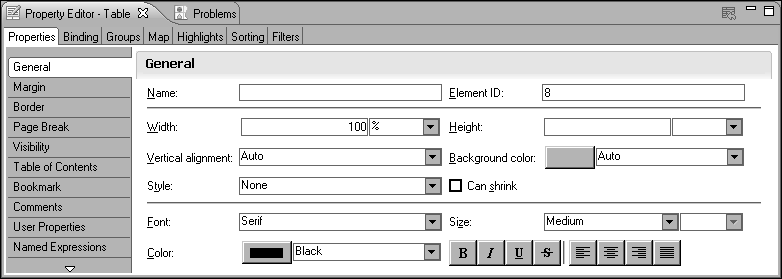 Property Editor - Table
Problems
Properties Binding Groups Map Highlights Sorting Filters
General
Margin
Border
Page Break
Visibility
Table of Contents
Bookmark
Comments
User Properties
Named Expressions
General
Name: Element ID: 8
Width: 100 % Height:
Vertical alignment: Auto Background color: Auto
Style: None Can shrink
Font: Serif Size: Medium
Color: Black B I U S